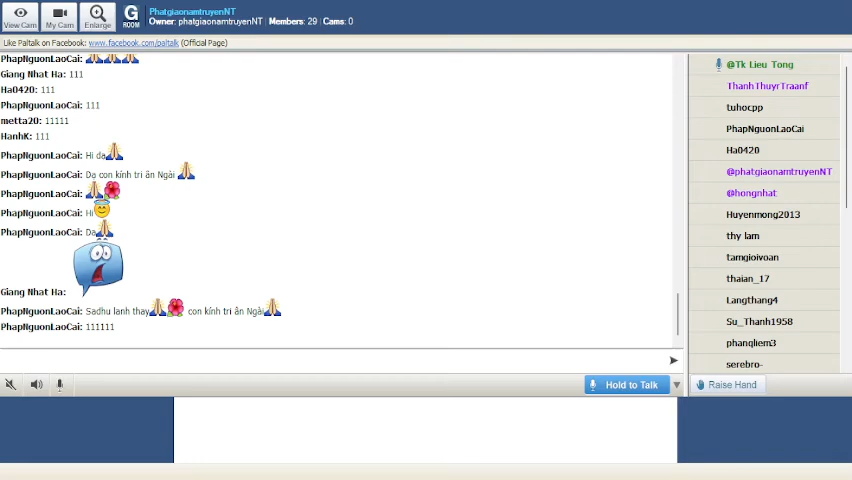 View Cam
My Cam
Enlarge
G
ROOM
PhatgiaonamtruyenNT
Owner: phatgiaonamtruyenNT | Members: 29 | Cams: 0
Like Paltalk on Facebook: www.facebook.com/paltalk (Official Page)
PhapNguonLaoCai:
Giang Nhat Ha: 111
Ha0420: 111
PhapNguonLaoCai: 111
metta20: 11111
HanhK: 111
PhapNguonLaoCai: Hi da
PhapNguonLaoCai: Dạ con kính tri ân Ngài
PhapNguonLaoCai:
PhapNguonLaoCai: Hi
PhapNguonLaoCai: Da
Giang Nhat Ha:
PhapNguonLaoCai: Sadhu lanh thay con kính tri ân Ngài
PhapNguonLaoCai: 111111
@Tk Lieu Tong
ThanhThuyrTraanf
tuhocpp
PhapNguonLaoCai
Ha0420
@phatgiaonamtruyenNT
@hongnhat
Huyenmong2013
thy lam
tamgioivoan
thaian_17
Langthang4
Su_Thanh1958
phanqliem3
serebro-
Hold to Talk
Raise Hand